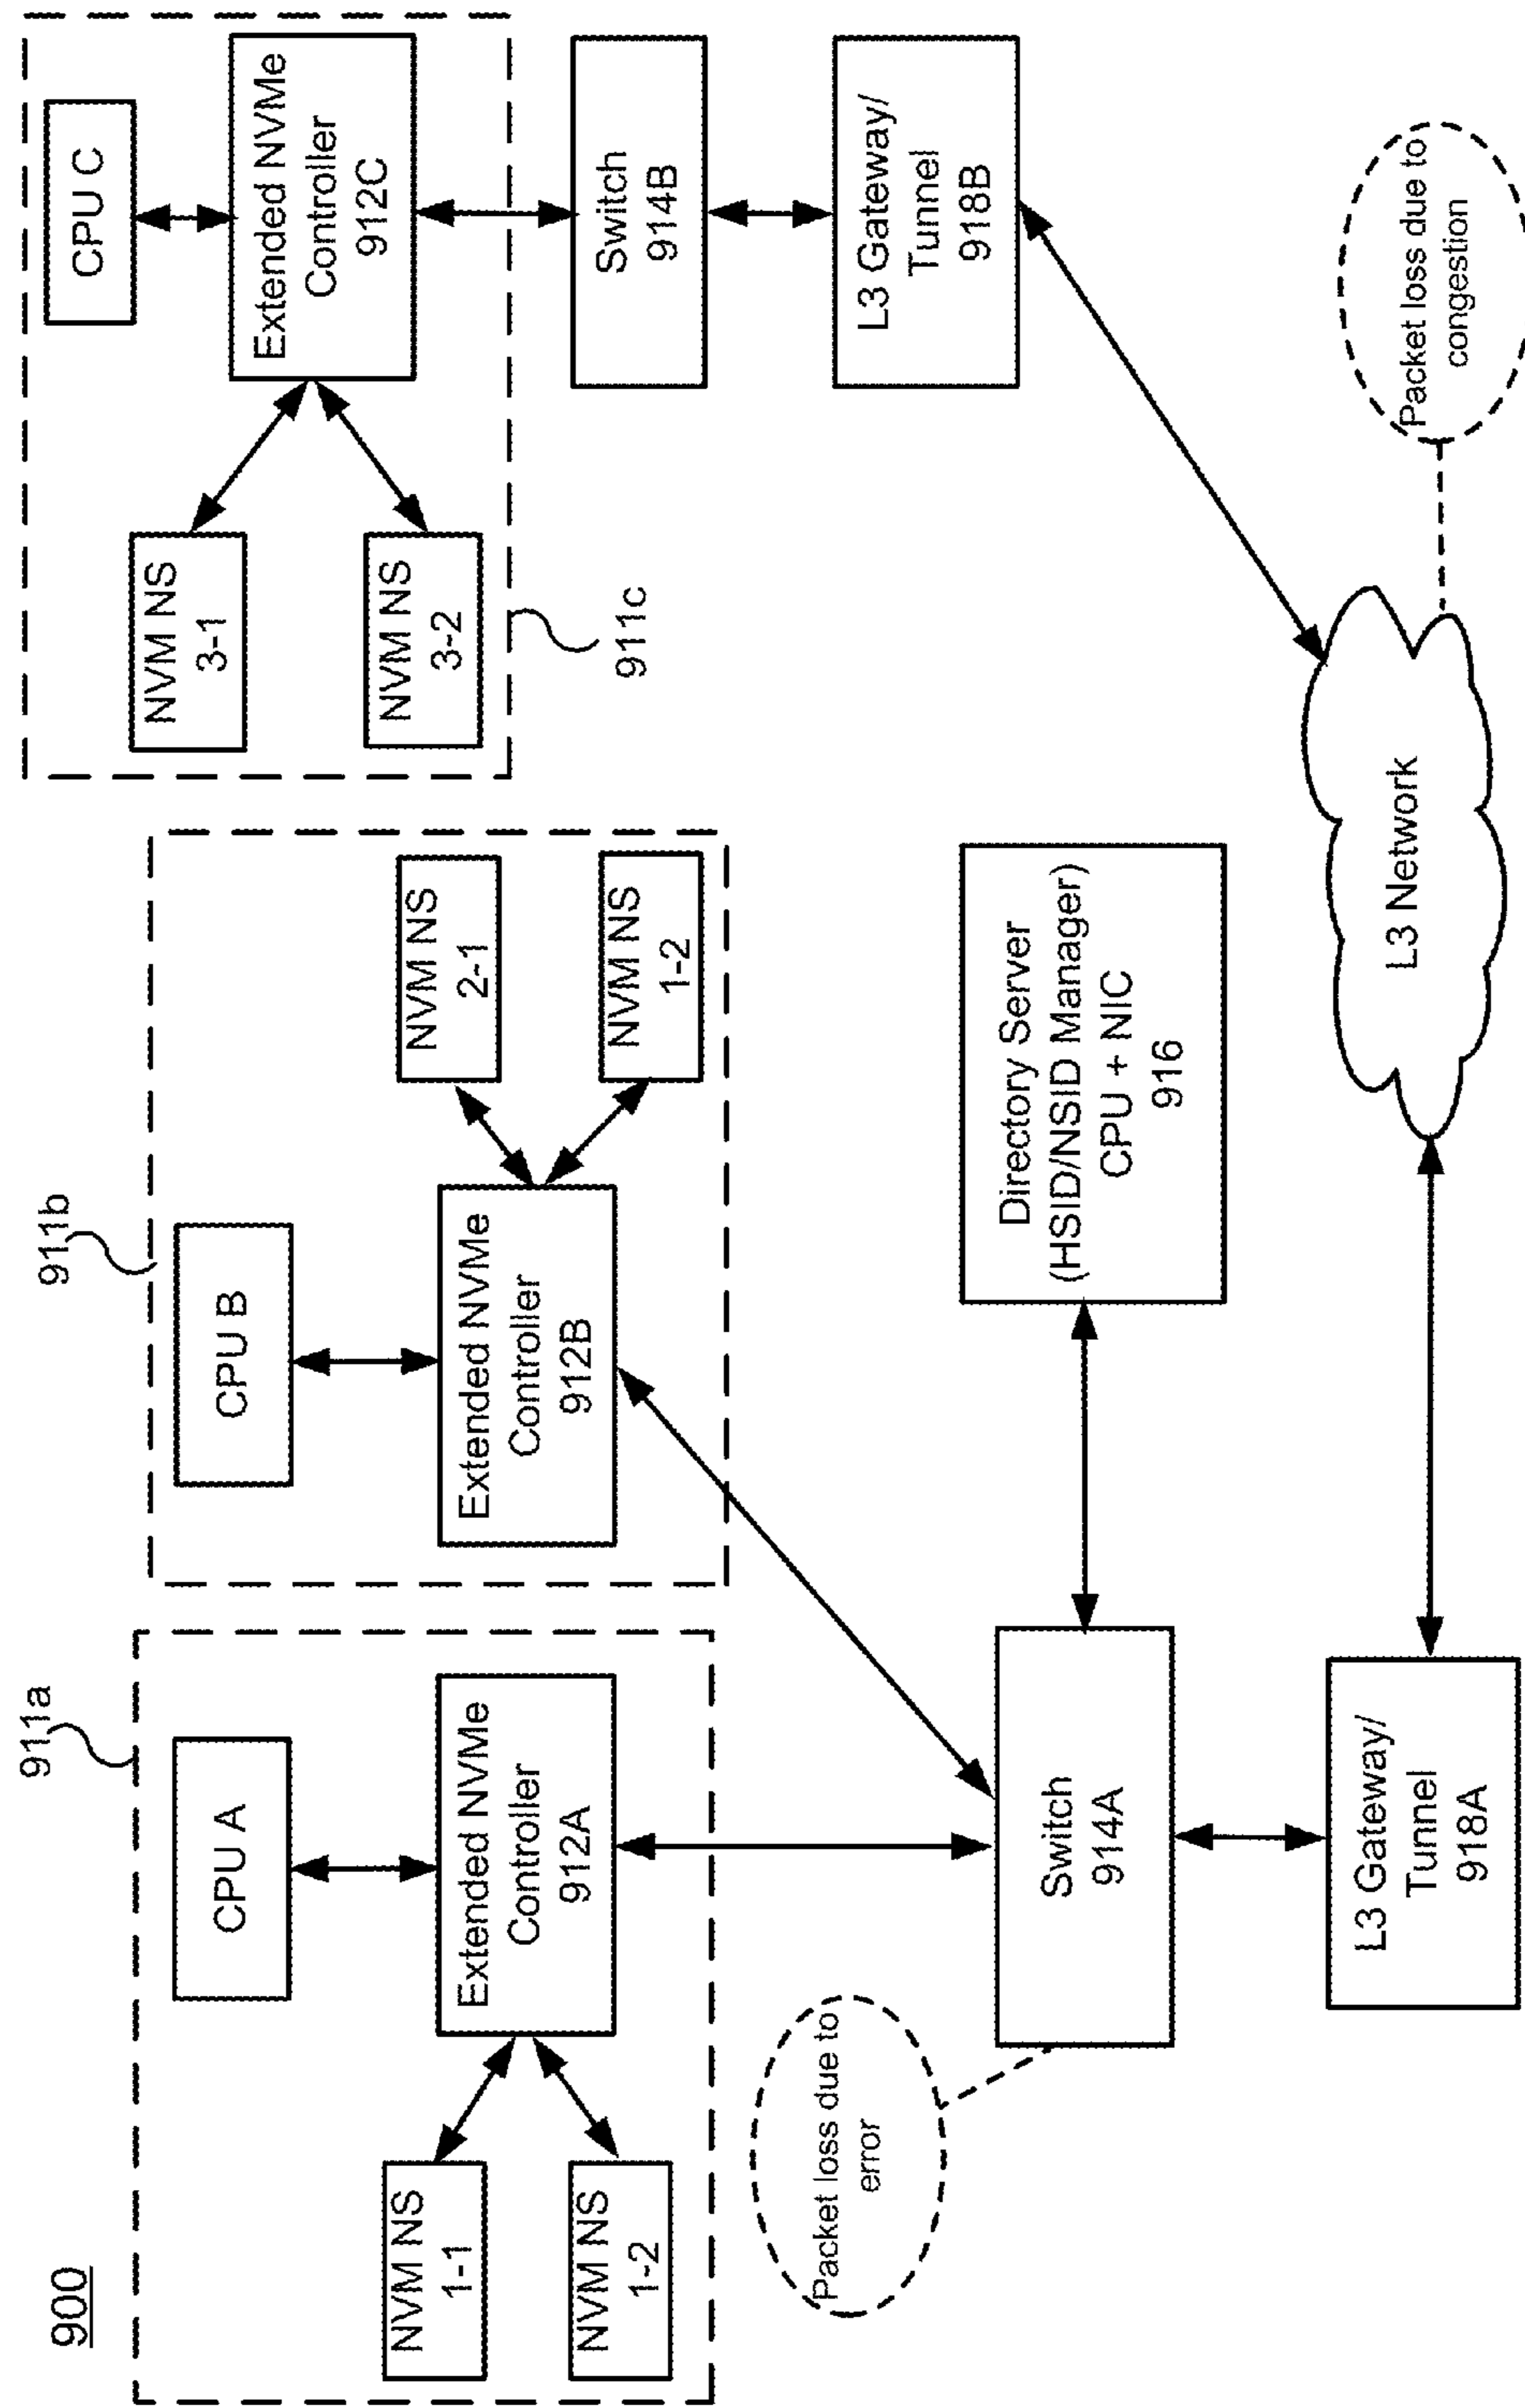 900
911a
CPU A
Extended NVMe
Controller
912A
NVM NS
1-1
NVM NS
1-2
911b
CPU B
Extended NVMe
Controller
912B
NVM NS
2-1
NVM NS
1-2
CPU C
Extended NVMe
Controller
912C
NVM NS
3-1
NVM NS
3-2
911c
Switch
914B
L3 Gateway/
Tunnel
918B
Packet loss due to
error
Switch
914A
Directory Server
(HSID/NSID Manager)
CPU + NIC
916
L3 Gateway/
Tunnel
918A
L3 Network
Packet loss due to
congestion